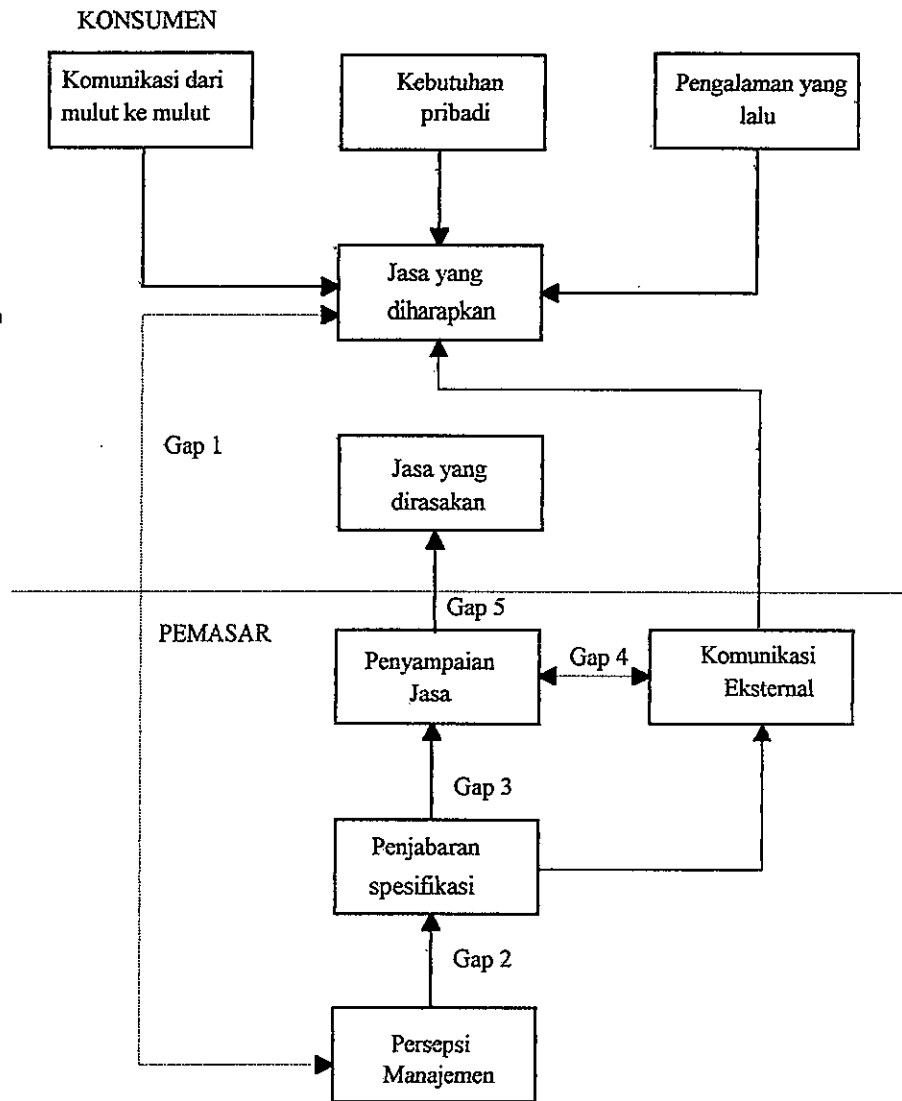 KONSUMEN
Komunikasi dari
mulut ke mulut
Kebutuhan
pribadi
Pengalaman yang
lalu
Jasa yang
diharapkan
Gap 1
Jasa yang
dirasakan
Gap 5
PEMASAR
Penyampaian
Jasa
Gap 4
Komunikasi
Eksternal
Gap 3
Penjabaran
spesifikasi
Gap 2
Persepsi
Manajemen